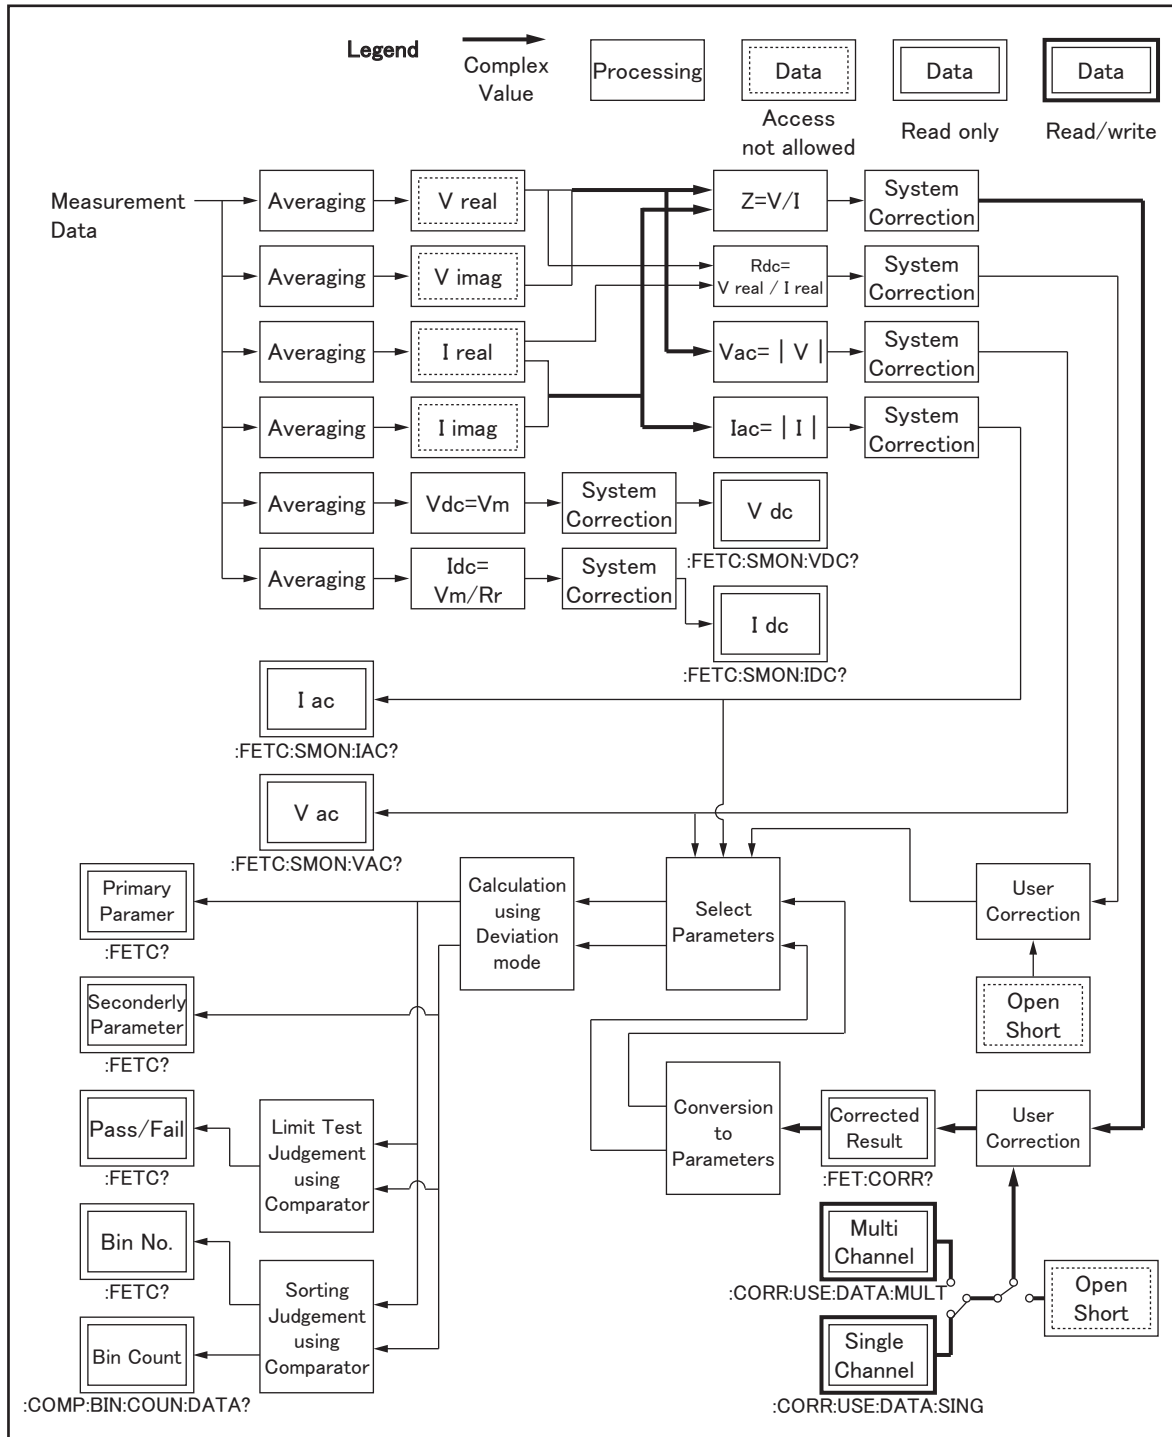 Legend
Complex
Value
Processing
Data
Access
not allowed
Data
Read only
Data
Read/write
Measurement
Data
Averaging
V real
Z=V/I
System
Correction
Averaging
V imag
Rdc=
V real / I real
System
Correction
Averaging
I real
Vac= | V |
System
Correction
Averaging
I imag
Iac= | I |
System
Correction
Averaging
Vdc=Vm
System
Correction
V dc
:FETC:SMON:VDC?
Averaging
Idc=
Vm/Rr
System
Correction
I dc
:FETC:SMON:IDC?
I ac
:FETC:SMON:IAC?
V ac
:FETC:SMON:VAC?
Primary
Paramer
:FETC?
Calculation
using
Deviation
mode
Select
Parameters
User
Correction
Seconderly
Parameter
:FETC?
Open
Short
Pass/Fail
:FETC?
Limit Test
Judgement
using
Comparator
Conversion
to
Parameters
Corrected
Result
:FET:CORR?
User
Correction
Bin No.
:FETC?
Sorting
Judgement
using
Comparator
Multi
Channel
:CORR:USE:DATA:MULT
Open
Short
Bin Count
:COMP:BIN:COUN:DATA?
Single
Channel
:CORR:USE:DATA:SING